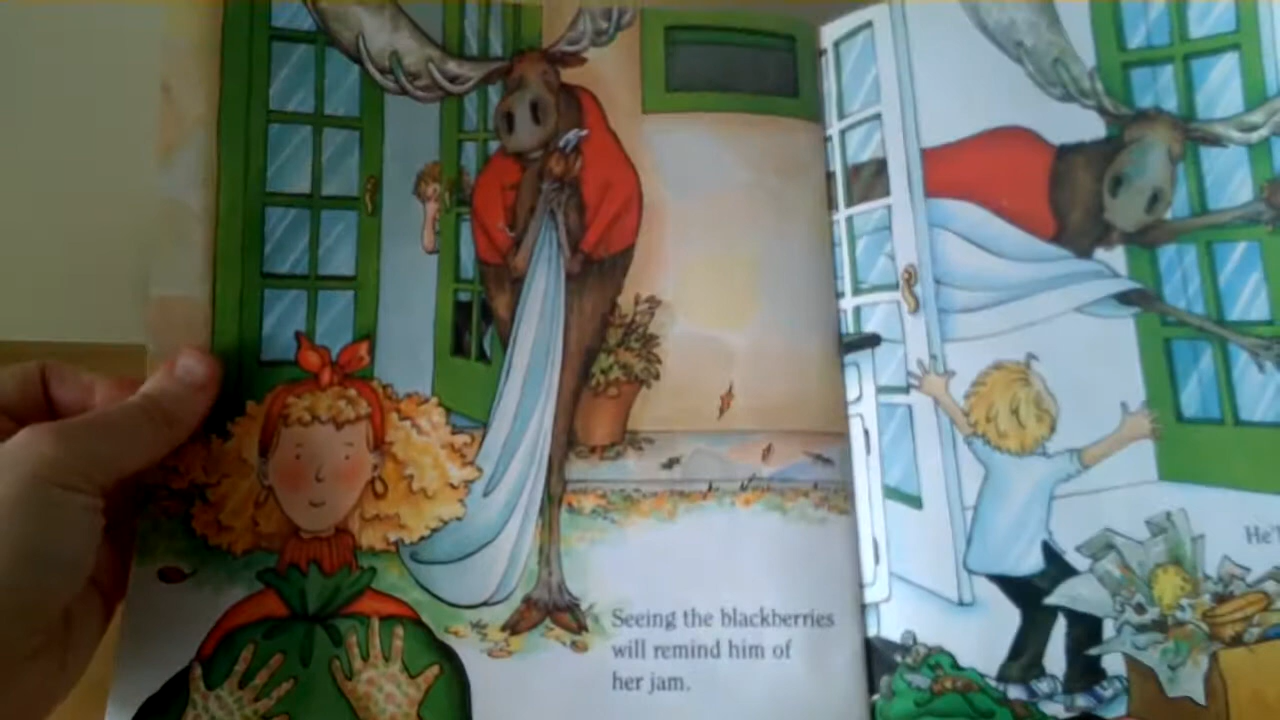 Seeing the blackberries
will remind him of
her jam.